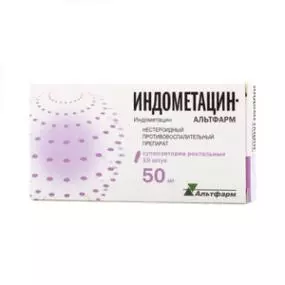 ИНДОМЕТАЦИН-
АЛЬТФАРМ
Индометацин
НЕСТЕРОИДНЫЙ
ПРОТИВОВОСПАЛИТЕЛЬНЫЙ
ПРЕПАРАТ
суппозитории ректальные
10 штук
50 мг
Альтфарм